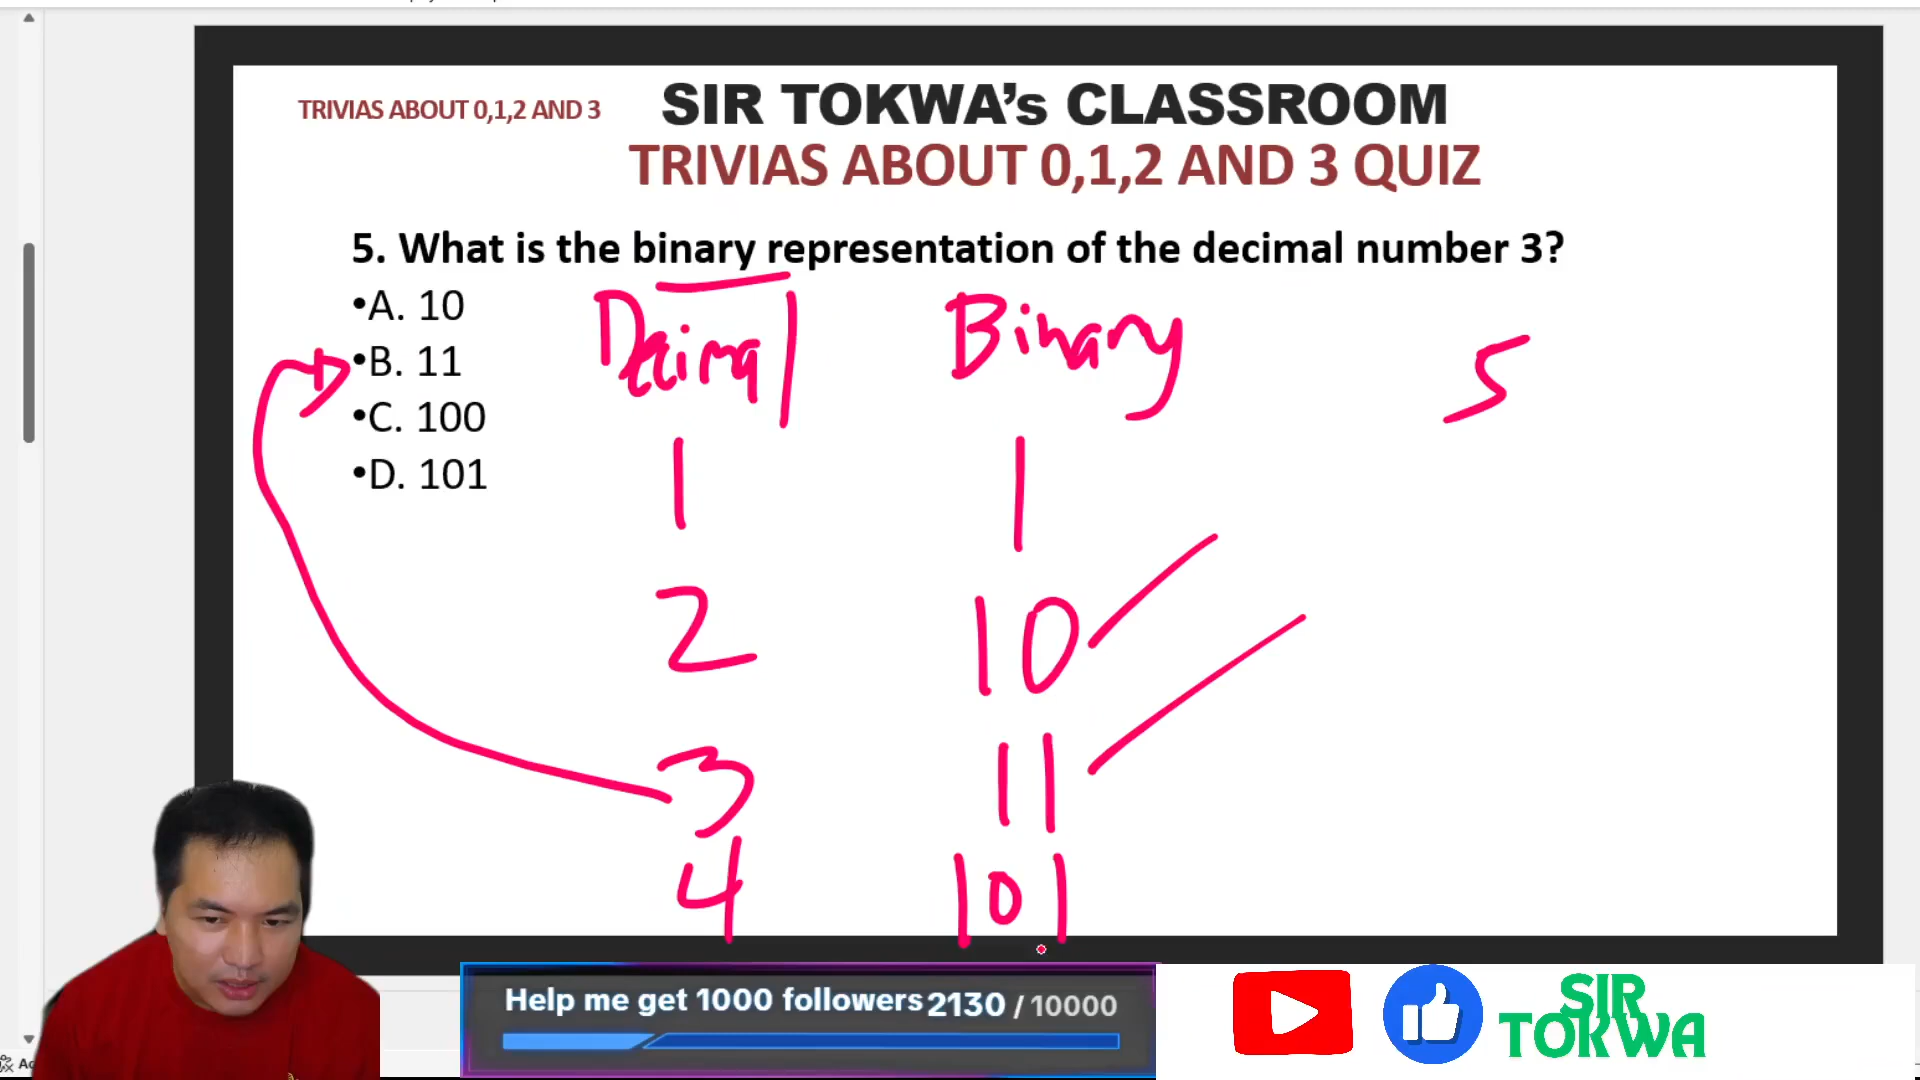 TRIVIAS ABOUT 0,1,2 AND 3
SIR TOKWA's CLASSROOM
TRIVIAS ABOUT 0,1,2 AND 3 QUIZ
5. What is the binary representation of the decimal number 3?
•A. 10
•B. 11
•C. 100
•D. 101
Decimal Binary
5
1 1
2 10
3 11
4 101
Help me get 1000 followers 2130 / 10000
SIR
TOKWA